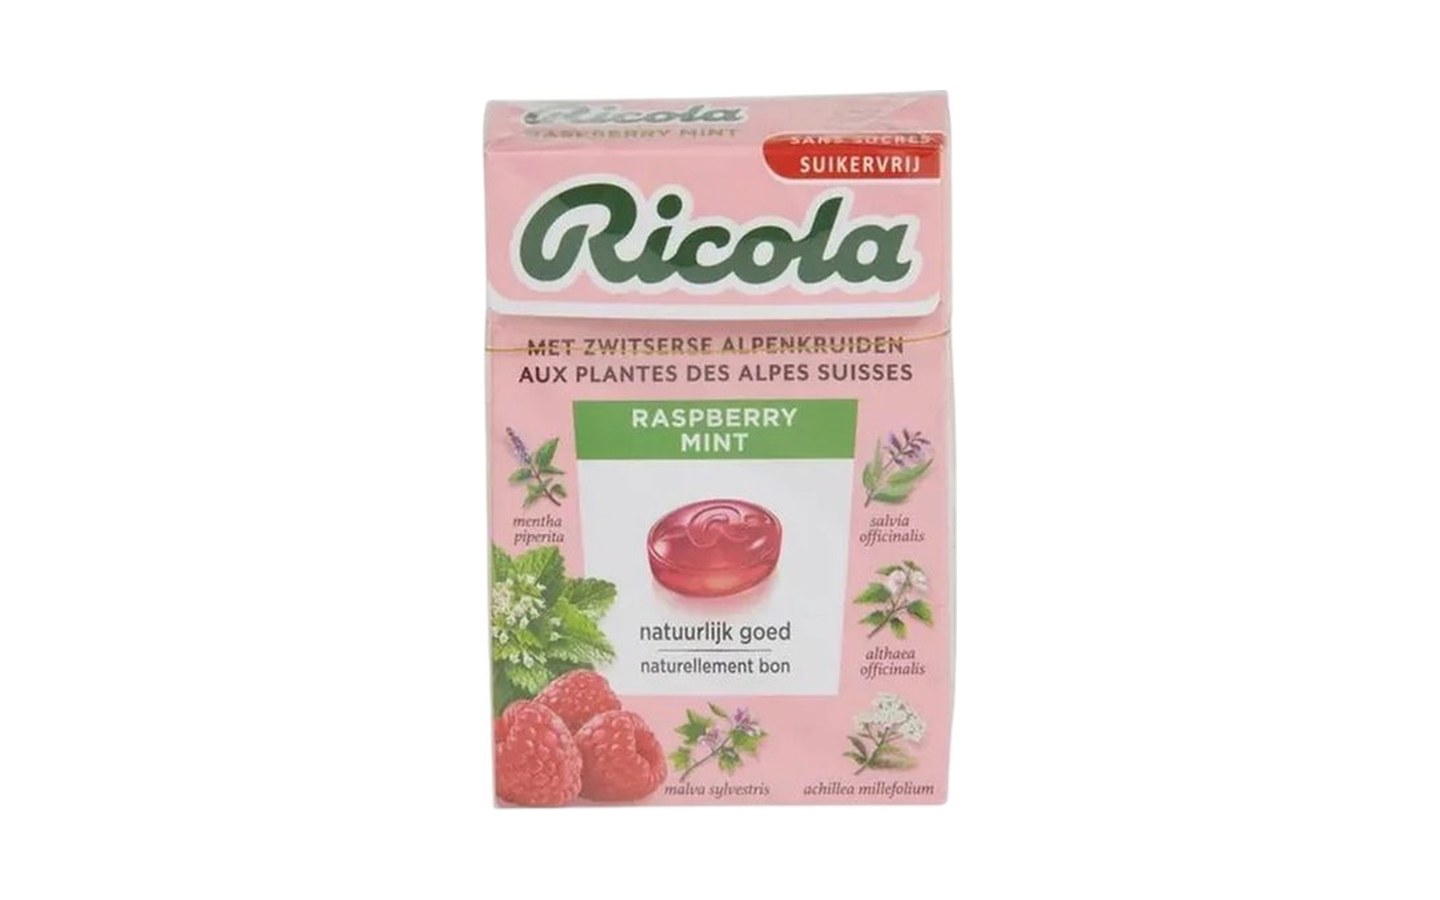 Ricola
RASPBERRY MINT
SANS SUCRES
SUIKERVRIJ
Ricola
MET ZWITSERSE ALPENKRUIDEN
AUX PLANTES DES ALPES SUISSES
RASPBERRY
MINT
mentha
piperita
salvia
officinalis
natuurlijk goed
naturellement bon
althaea
officinalis
malva sylvestris
achillea millefolium